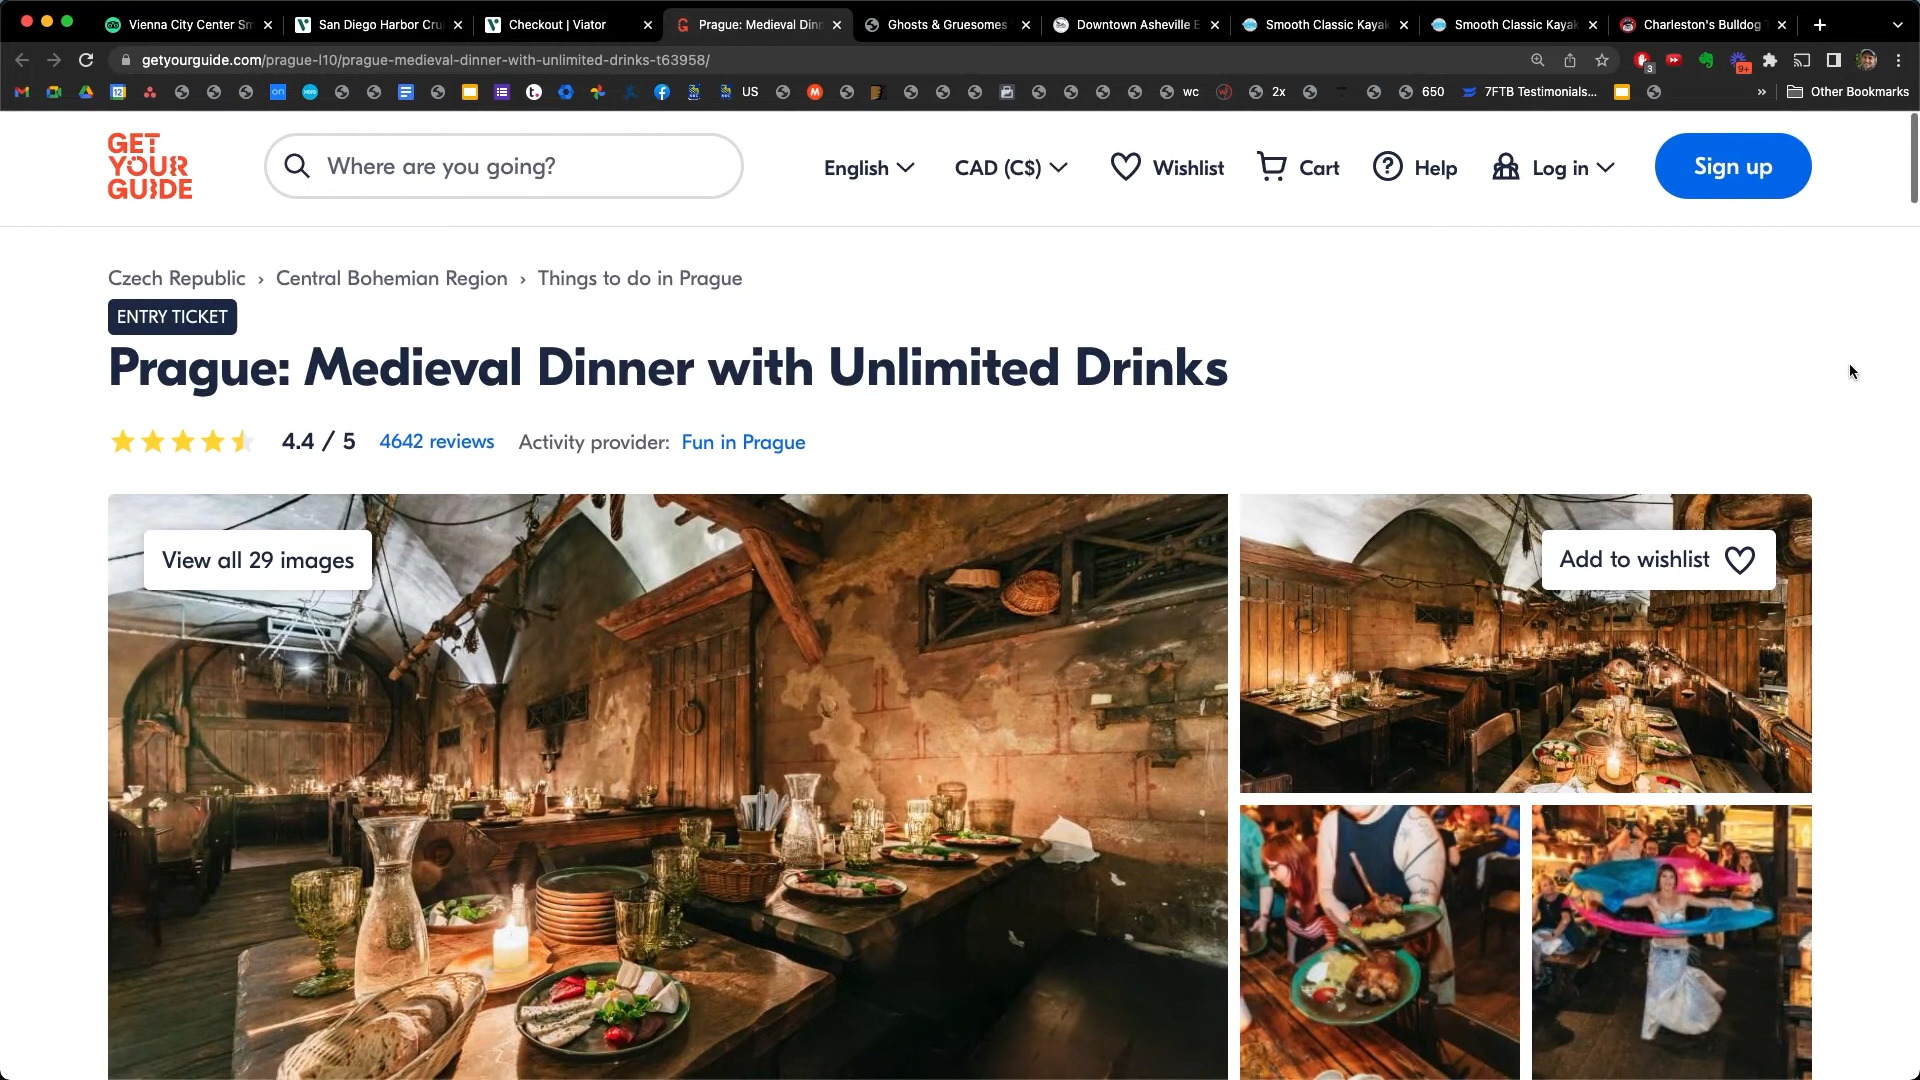 Vienna City Center Sm
San Diego Harbor Cru
Checkout | Viator
Prague: Medieval Dinn
Ghosts & Gruesomes
Downtown Asheville E
Smooth Classic Kayak
Smooth Classic Kayak
Charleston's Bulldog T
getyourguide.com/prague-l10/prague-medieval-dinner-with-unlimited-drinks-t63958/
3
9+
12
US
wc
2x
650
7FTB Testimonials...
»
Other Bookmarks
GET
YOUR
GUIDE
Where are you going?
English
CAD (C$)
Wishlist
Cart
Help
Log in
Sign up
Czech Republic › Central Bohemian Region › Things to do in Prague
ENTRY TICKET
Prague: Medieval Dinner with Unlimited Drinks
4.4 / 5 4642 reviews Activity provider: Fun in Prague
View all 29 images
Add to wishlist